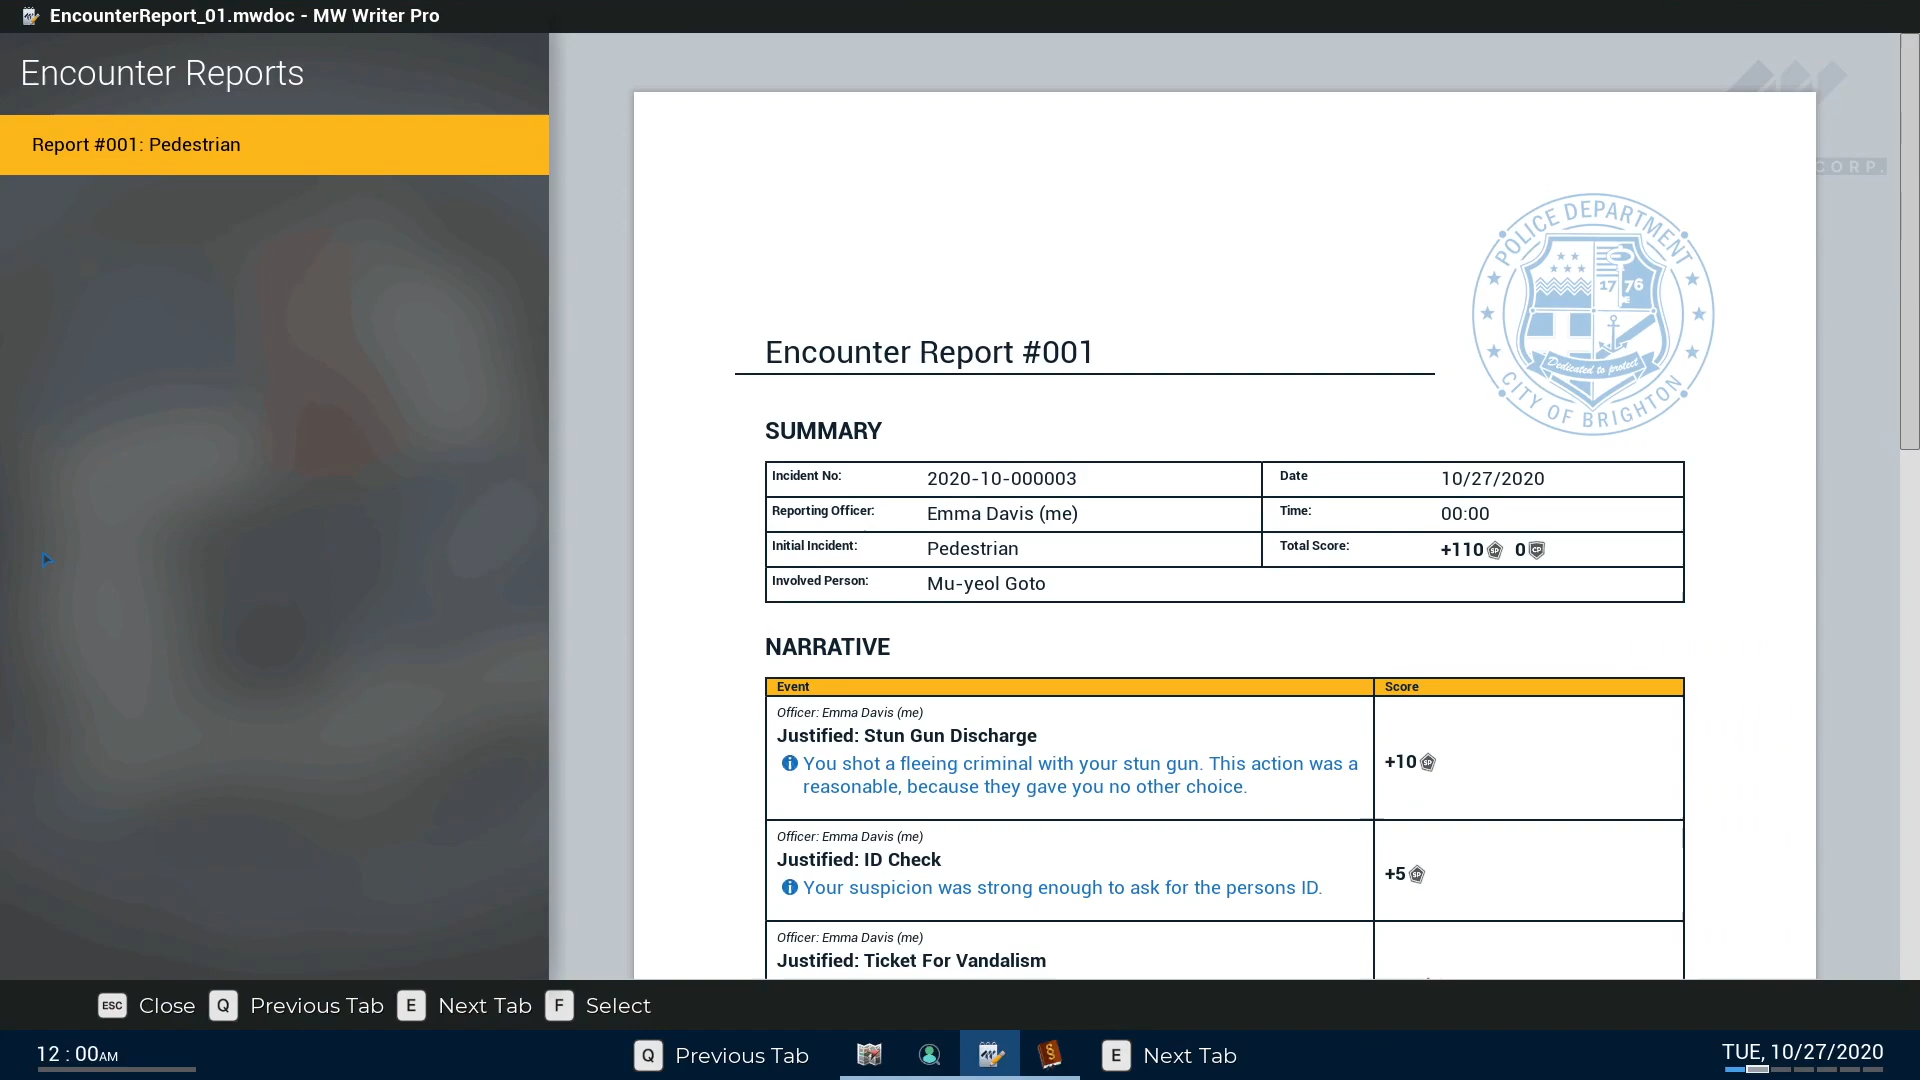 EncounterReport_01.mwdoc - MW Writer Pro
Encounter Reports
Report #001: Pedestrian
CORP.
POLICE DEPARTMENT
1776
Dedicated to protect
CITY OF BRIGHTON
Encounter Report #001
SUMMARY
Incident No: 2020-10-000003 Date 10/27/2020
Reporting Officer: Emma Davis (me) Time: 00:00
Initial Incident: Pedestrian Total Score: +110 SP 0 CP
Involved Person: Mu-yeol Goto
NARRATIVE
Event Score
Officer: Emma Davis (me)
Justified: Stun Gun Discharge
You shot a fleeing criminal with your stun gun. This action was a
reasonable, because they gave you no other choice.
+10 SP
Officer: Emma Davis (me)
Justified: ID Check
Your suspicion was strong enough to ask for the persons ID.
+5 SP
Officer: Emma Davis (me)
Justified: Ticket For Vandalism
ESC Close Q Previous Tab E Next Tab F Select
12 : 00AM Q Previous Tab E Next Tab TUE, 10/27/2020